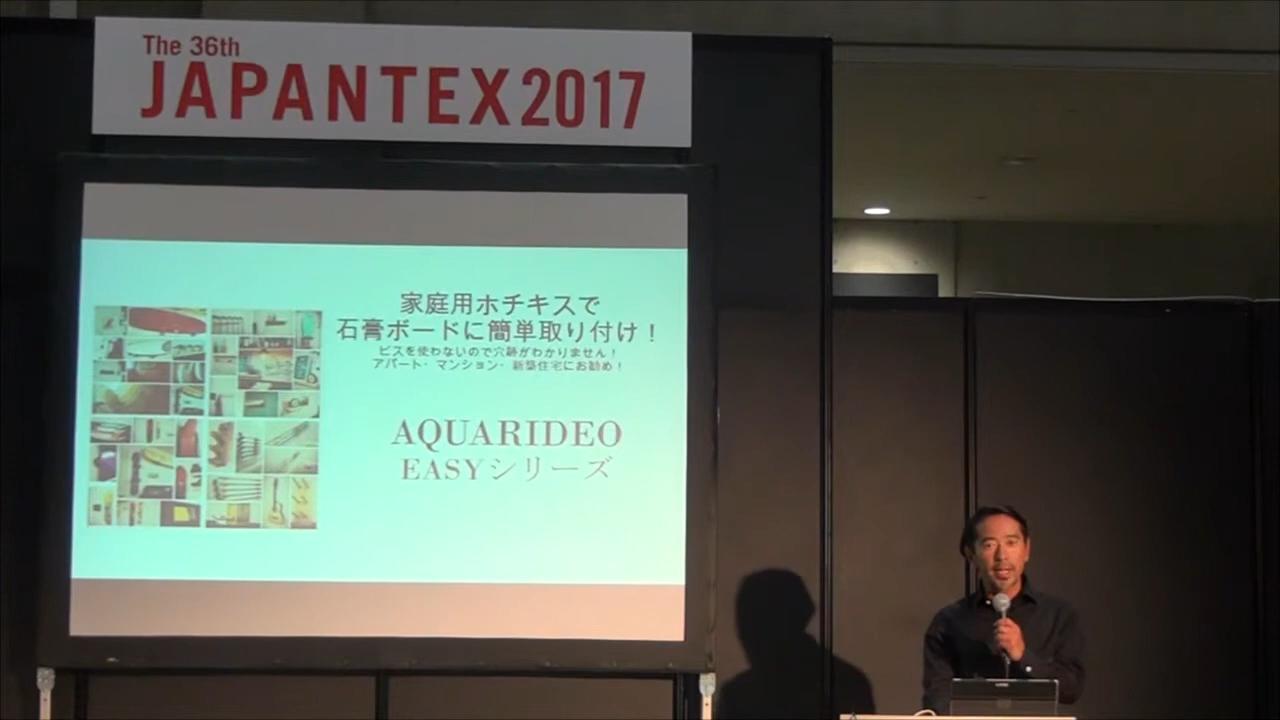 The 36th
JAPANTEX2017
家庭用ホチキスで
石膏ボードに簡単取り付け！
ビスを使わないので穴跡がわかりません！
アパート・マンション・新築住宅にお勧め！
AQUARIDEO
EASYシリーズ